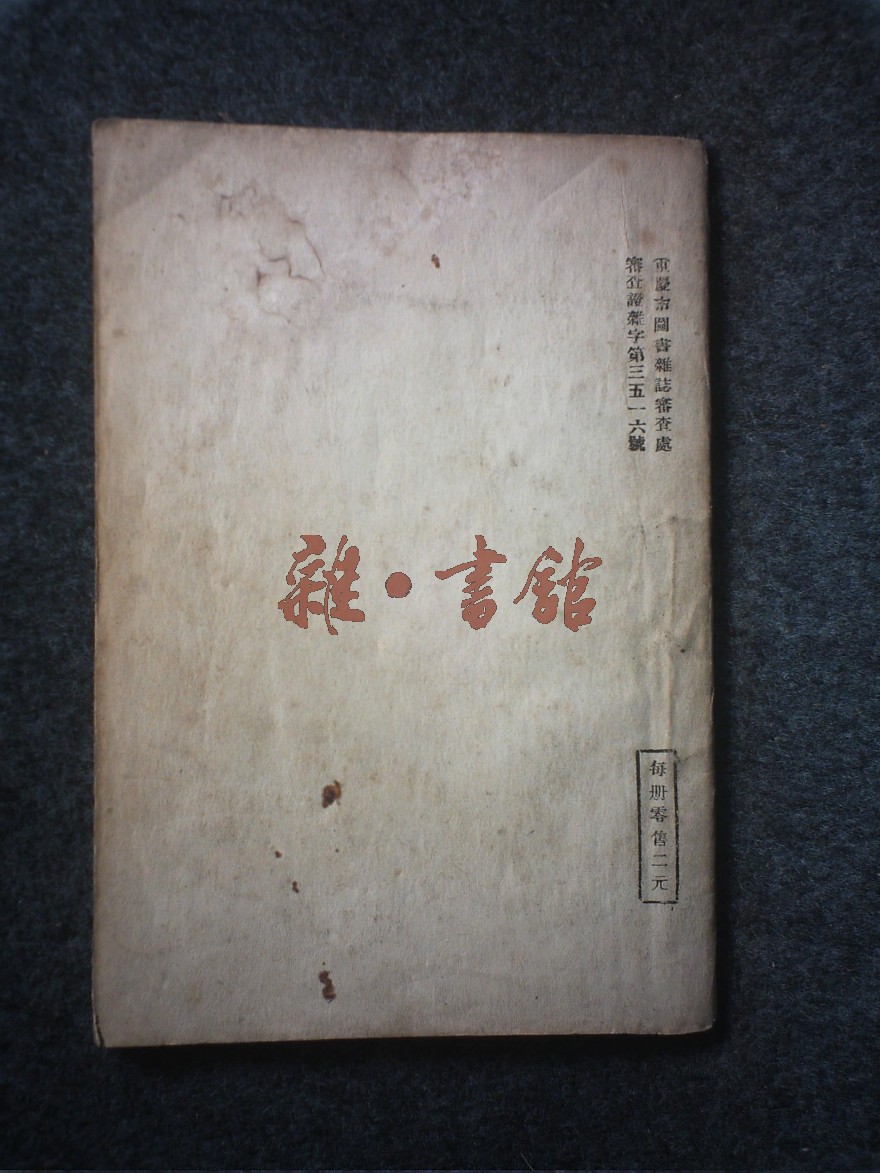 重慶市圖書雜誌審查處
審查證雜字第三五一六號
雜·書館
每册零售二元